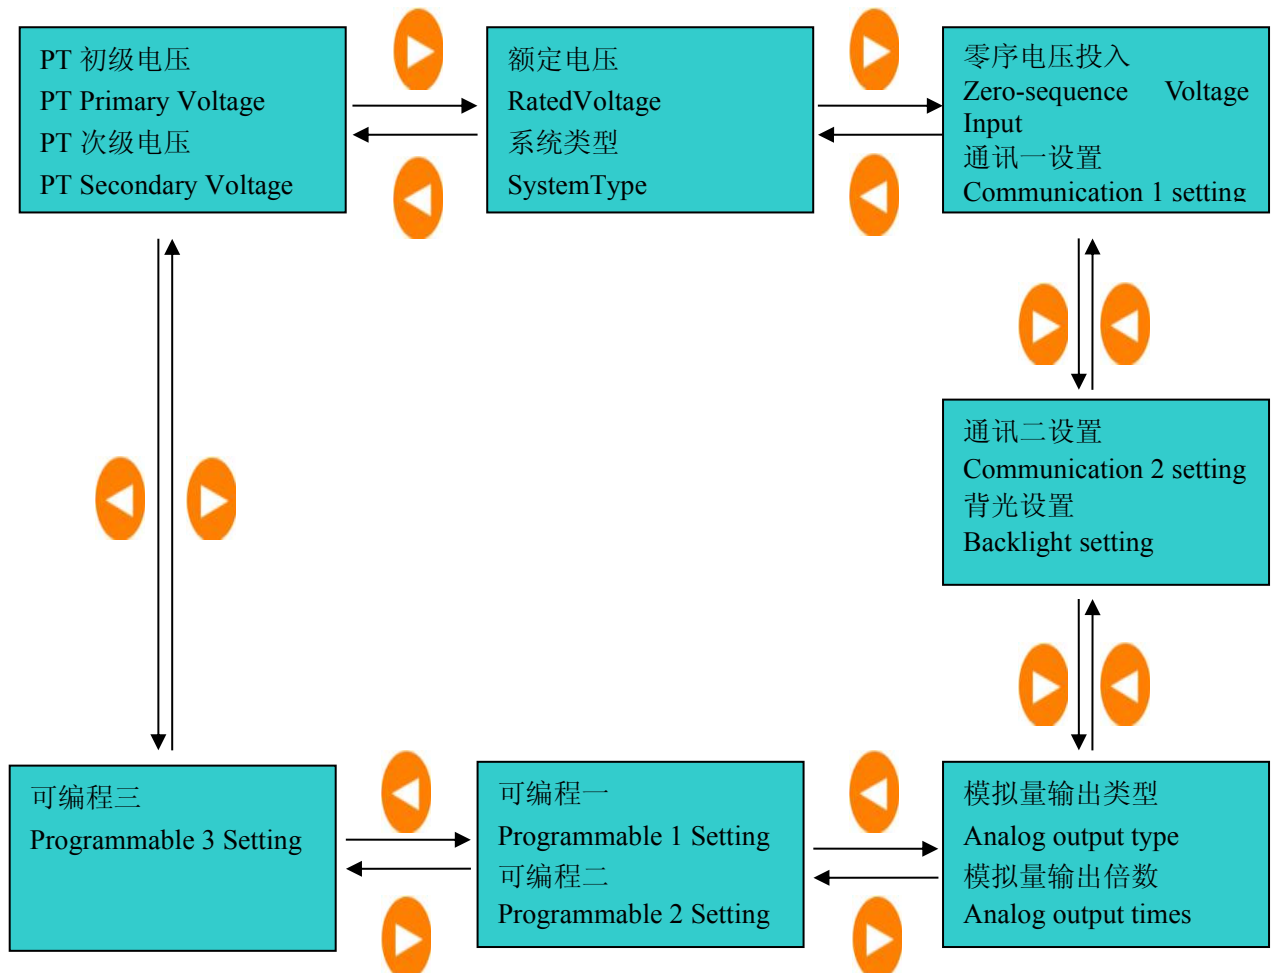 PT 初级电压
PT Primary Voltage
PT 次级电压
PT Secondary Voltage
额定电压
RatedVoltage
系统类型
SystemType
零序电压投入
Zero-sequence Voltage
Input
通讯一设置
Communication 1 setting
通讯二设置
Communication 2 setting
背光设置
Backlight setting
可编程三
Programmable 3 Setting
可编程一
Programmable 1 Setting
可编程二
Programmable 2 Setting
模拟量输出类型
Analog output type
模拟量输出倍数
Analog output times